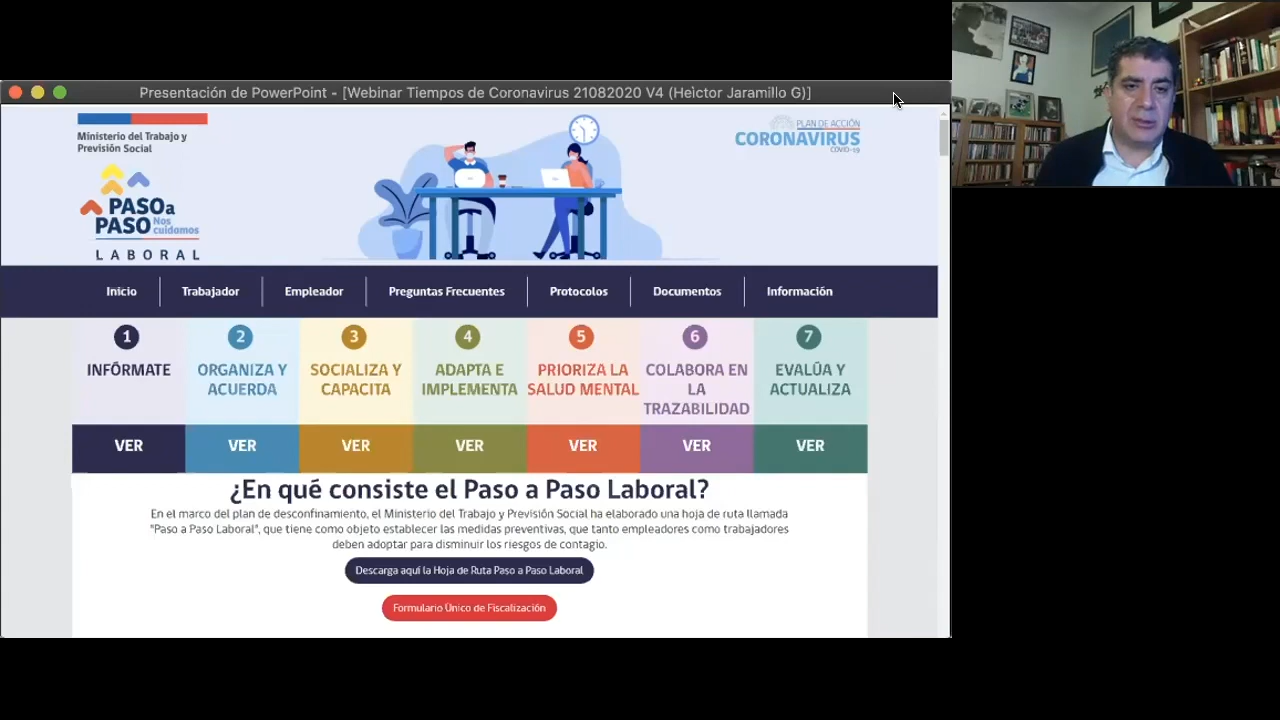 Presentación de PowerPoint - [Webinar Tiempos de Coronavirus 21082020 V4 (Heìctor Jaramillo G)]
Ministerio del Trabajo y
Previsión Social
PLAN DE ACCIÓN
CORONAVIRUS
COVID-19
PASO a
PASO Nos
cuidamos
LABORAL
Inicio
Trabajador
Empleador
Preguntas Frecuentes
Protocolos
Documentos
Información
1
INFÓRMATE
VER
2
ORGANIZA Y
ACUERDA
VER
3
SOCIALIZA Y
CAPACITA
VER
4
ADAPTA E
IMPLEMENTA
VER
5
PRIORIZA LA
SALUD MENTAL
VER
6
COLABORA EN
LA
TRAZABILIDAD
VER
7
EVALÚA Y
ACTUALIZA
VER
¿En qué consiste el Paso a Paso Laboral?
En el marco del plan de desconfinamiento, el Ministerio del Trabajo y Previsión Social ha elaborado una hoja de ruta llamada
"Paso a Paso Laboral", que tiene como objeto establecer las medidas preventivas, que tanto empleadores como trabajadores
deben adoptar para disminuir los riesgos de contagio.
Descarga aquí la Hoja de Ruta Paso a Paso Laboral
Formulario Único de Fiscalización